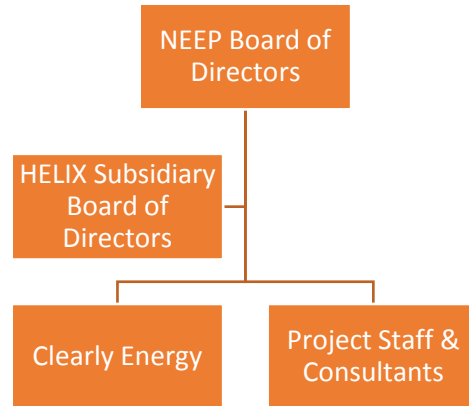 NEEP Board of
Directors
HELIX Subsidiary
Board of
Directors
Clearly Energy
Project Staff &
Consultants